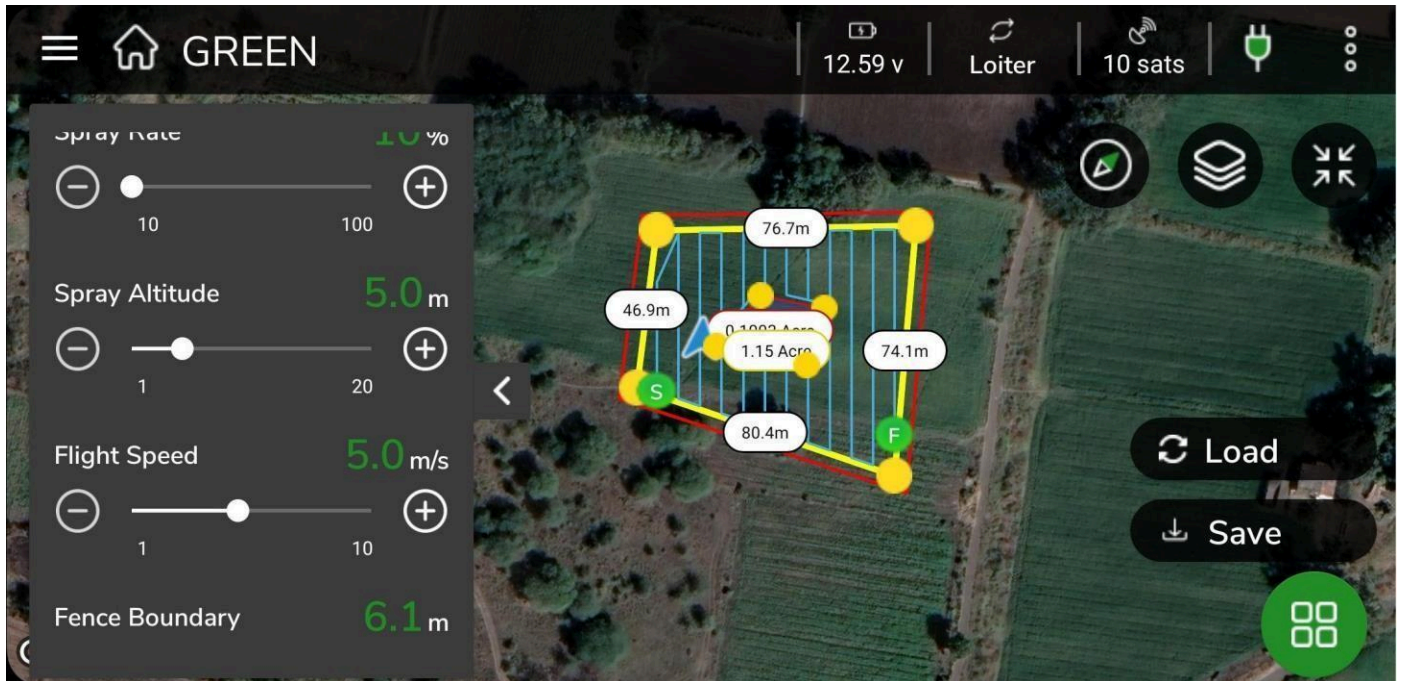 GREEN
12.59 v
Loiter
10 sats
Spray Rate 10 %
10 100
Spray Altitude 5.0 m
1 20
Flight Speed 5.0 m/s
1 10
Fence Boundary 6.1 m
76.7m
46.9m
1.15 Acre
74.1m
S
80.4m
F
Load
Save